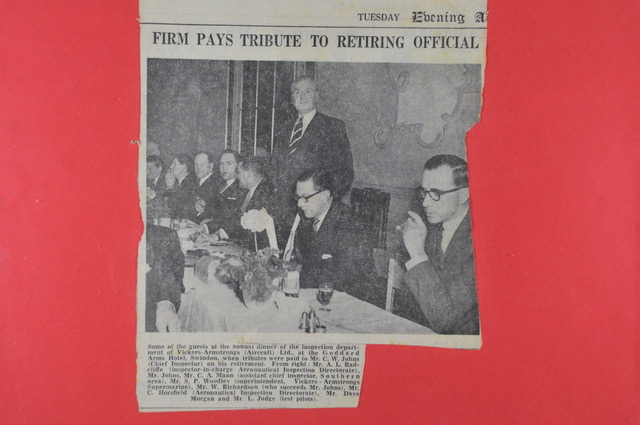 TUESDAY Evening A
FIRM PAYS TRIBUTE TO RETIRING OFFICIAL
Some of the guests at the annual dinner of the inspection depart-
ment of Vickers-Armstrongs (Aircraft) Ltd., at the Goddard
Arms Hotel, Swindon, when tributes were paid to Mr. C. W. Johns
(Chief Inspector) on his retirement. From right: Mr. A. L. Rad-
cliffe (inspector-in-charge Aeronautical Inspection Directorate),
Mr. Johns, Mr. C. A. Mann (assistant chief inspector, Southern
area), Mr. S. P. Woodley (superintendent, Vickers-Armstrongs
Supermarine), Mr. W. Richardson (who succeeds Mr. Johns), Mr.
C. Horsfield (Aeronautical Inspection Directorate), Mr. Dave
Morgan and Mr. L. Judge (test pilots).